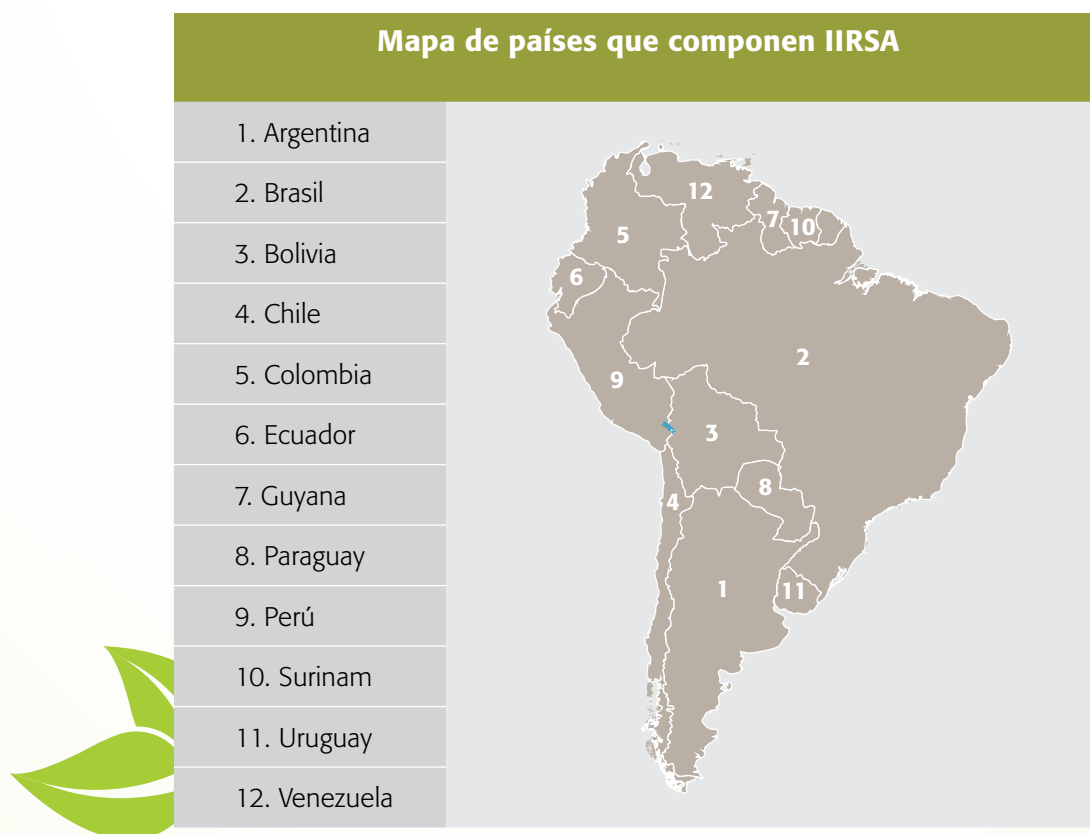 Mapa de países que componen IIRSA
1. Argentina
2. Brasil
3. Bolivia
4. Chile
5. Colombia
6. Ecuador
7. Guyana
8. Paraguay
9. Perú
10. Surinam
11. Uruguay
12. Venezuela
12
7
10
5
6
2
9
3
8
4
1
11